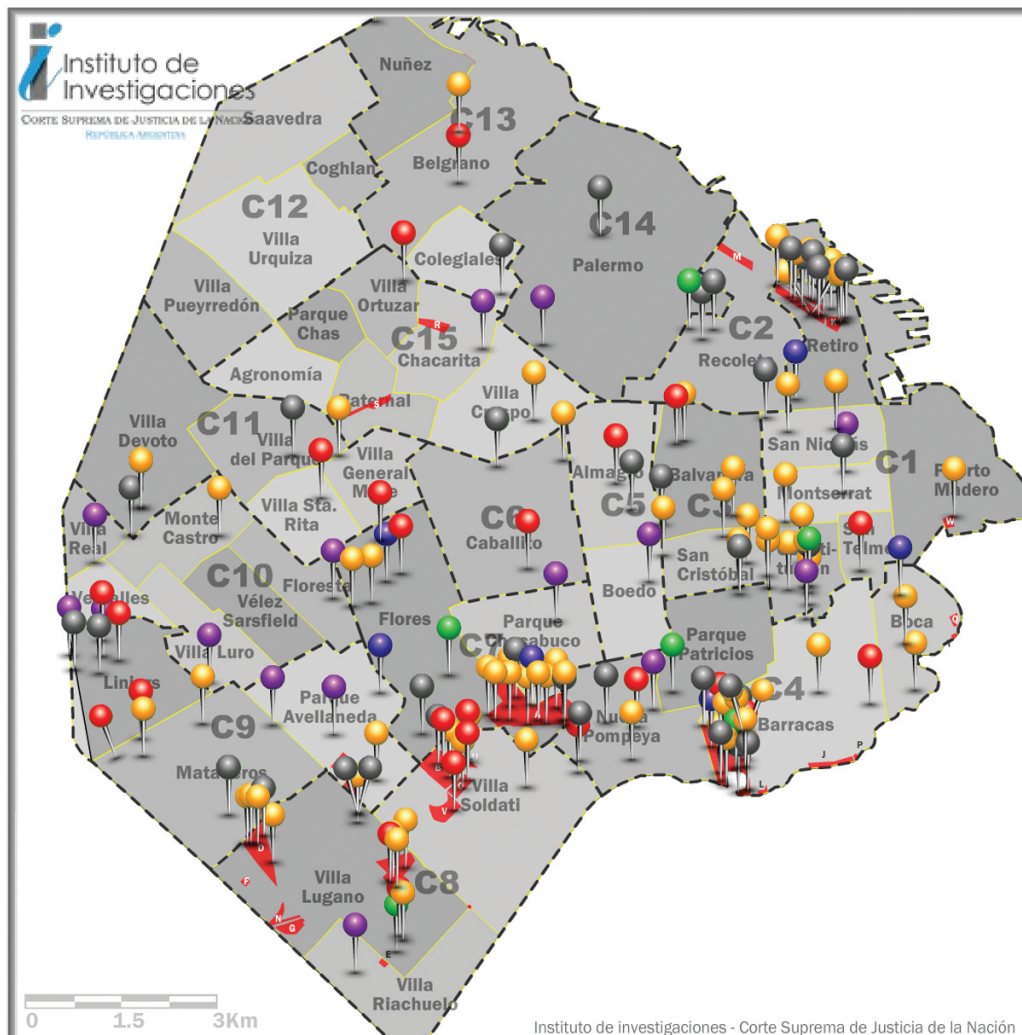 Instituto de
Investigaciones
CORTE SUPREMA DE JUSTICIA DE LA NACIÓN
REPÚBLICA ARGENTINA
Nuñez
Saavedra
C13
Coghlan
Belgrano
C12
C14
Villa
Urquiza
Colegiales
Palermo
M
Villa
Pueyrredón
Villa
Ortuzar
Parque
Chas
C15
R
Chacarita
C2
Recoleta
Retiro
Agronomía
Paternal
S
Villa
Crespo
Villa
Devoto
C11
Villa
del Parque
Villa
General
Mitre
San Nicolás
Almagro
Balvanera
C1
Puerto
Madero
Montserrat
C5
C3
Villa Sta.
Rita
Monte
Castro
Villa
Real
C6
Caballito
San
Telmo
W
San
Cristóbal
C10
Vélez
Sarsfield
Floresta
Boedo
Versalles
Flores
Parque
Chacabuco
Parque
Patricios
Boca
Q
Villa Luro
C7
Liniers
Parque
Avellaneda
C4
Barracas
Nueva
Pompeya
C9
A
J
P
Mataderos
B
H
Villa
Soldati
L
V
D
F
Villa
Lugano
C8
N
G
E
Villa
Riachuelo
0
1.5
3Km
Instituto de investigaciones - Corte Suprema de Justicia de la Nación